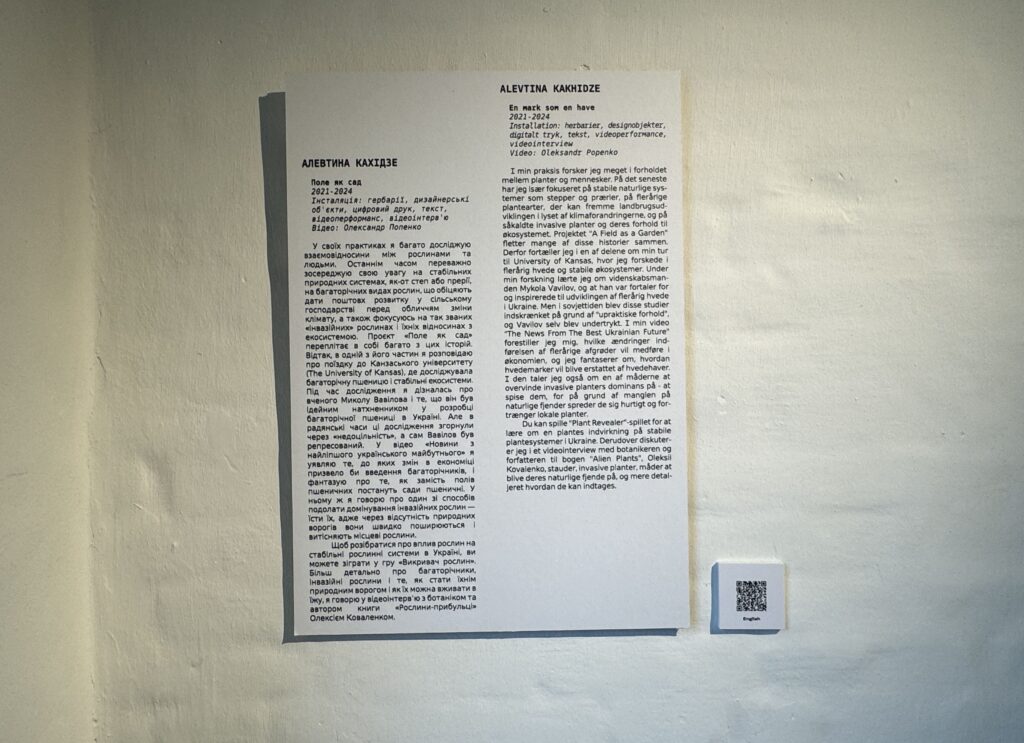 АЛЕВТИНА КАХІДЗЕ
Поле як сад
2021-2024
Інсталяція: гербарії, дизайнерські
об'єкти, цифровий друк, текст,
відеоперформанс, відеоінтерв'ю
Відео: Олександр Попенко
У своїх практиках я багато досліджую
взаємовідносини між рослинами та
людьми. Останнім часом переважно
зосереджую свою увагу на стабільних
природних системах, як-от степ або прерії,
на багаторічних видах рослин, що обіцяють
дати поштовх розвитку у сільському
господарстві перед обличчям зміни
клімату, а також фокусуюсь на так званих
«інвазійних» рослинах і їхніх відносинах з
екосистемою. Проєкт «Поле як сад»
переплітає в собі багато з цих історій.
Відтак, в одній з його частин я розповідаю
про поїздку до Канзаського університету
(The University of Kansas), де досліджувала
багаторічну пшеницю і стабільні екосистеми.
Під час дослідження я дізналась про
вченого Миколу Вавілова і те, що він був
ідейним натхненником у розробці
багаторічної пшениці в Україні. Але в
радянські часи ці дослідження згорнули
через «недоцільність», а сам Вавілов був
репресований. У відео «Новини з
найліпшого українського майбутнього» я
уявляю те, до яких змін в економіці
призвело би введення багаторічників, і
фантазую про те, як замість полів
пшеничних постануть сади пшеничні. У
ньому ж я говорю про один зі способів
подолати домінування інвазійних рослин —
їсти їх, адже через відсутність природних
ворогів вони швидко поширюються і
витісняють місцеві рослини.
Щоб розібратися про вплив рослин на
стабільні рослинні системи в Україні, ви
можете зіграти у гру «Викривач рослин».
Більш детально про багаторічники,
інвазійні рослини і те, як стати їхнім
природним ворогом і як їх можна вживати в
їжу, я говорю у відеоінтерв'ю з ботаніком та
автором книги «Рослини-прибульці»
Олексієм Коваленком.
ALEVTINA KAKHIDZE
En mark som en have
2021-2024
Installation: herbarier, designobjekter,
digitalt tryk, tekst, videoperformance,
videointerview
Video: Oleksandr Popenko
I min praksis forsker jeg meget i forholdet
mellem planter og mennesker. På det seneste
har jeg især fokuseret på stabile naturlige sys-
temer som stepper og prærier, på flerårige
plantearter, der kan fremme landbrugsud-
viklingen i lyset af klimaforandringerne, og på
såkaldte invasive planter og deres forhold til
økosystemet. Projektet "A Field as a Garden"
fletter mange af disse historier sammen.
Derfor fortæller jeg i en af delene om min tur
til University of Kansas, hvor jeg forskede i
flerårig hvede og stabile økosystemer. Under
min forskning lærte jeg om videnskabsman-
den Mykola Vavilov, og at han var fortaler for
og inspirerede til udviklingen af flerårig hvede
i Ukraine. Men i sovjettiden blev disse studier
indskrænket på grund af "upraktiske forhold",
og Vavilov selv blev undertrykt. I min video
"The News From The Best Ukrainian Future"
forestiller jeg mig, hvilke ændringer ind-
førelsen af flerårige afgrøder vil medføre i
økonomien, og jeg fantaserer om, hvordan
hvedemarker vil blive erstattet af hvedehaver.
I den taler jeg også om en af måderne at
overvinde invasive planters dominans på - at
spise dem, for på grund af manglen på
naturlige fjender spreder de sig hurtigt og for-
trænger lokale planter.
Du kan spille "Plant Revealer"-spillet for at
lære om en plantes indvirkning på stabile
plantesystemer i Ukraine. Derudover diskuter-
er jeg i et videointerview med botanikeren og
forfatteren til bogen "Alien Plants", Oleksii
Kovalenko, stauder, invasive planter, måder at
blive deres naturlige fjende på, og mere detal-
jeret hvordan de kan indtages.
English